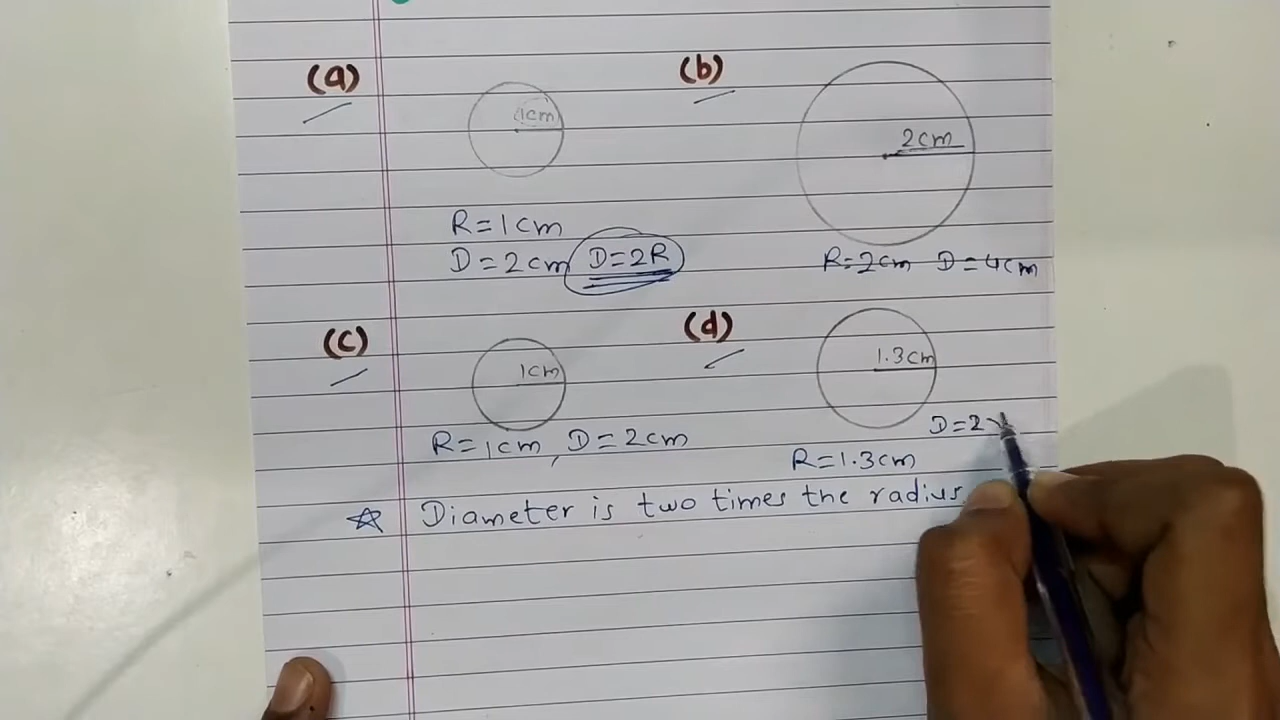 (a)
1cm
R=1cm
D=2cm D=2R
(b)
2cm
R=2cm D=4cm
(c)
1cm
R=1cm, D=2cm
(d)
1.3cm
D=2
R=1.3cm
☆ Diameter is two times the radius